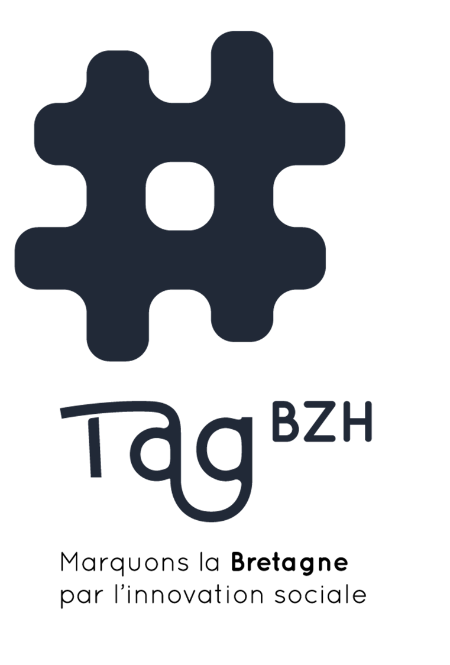 Tag BZH
Marquons la Bretagne
par l'innovation sociale